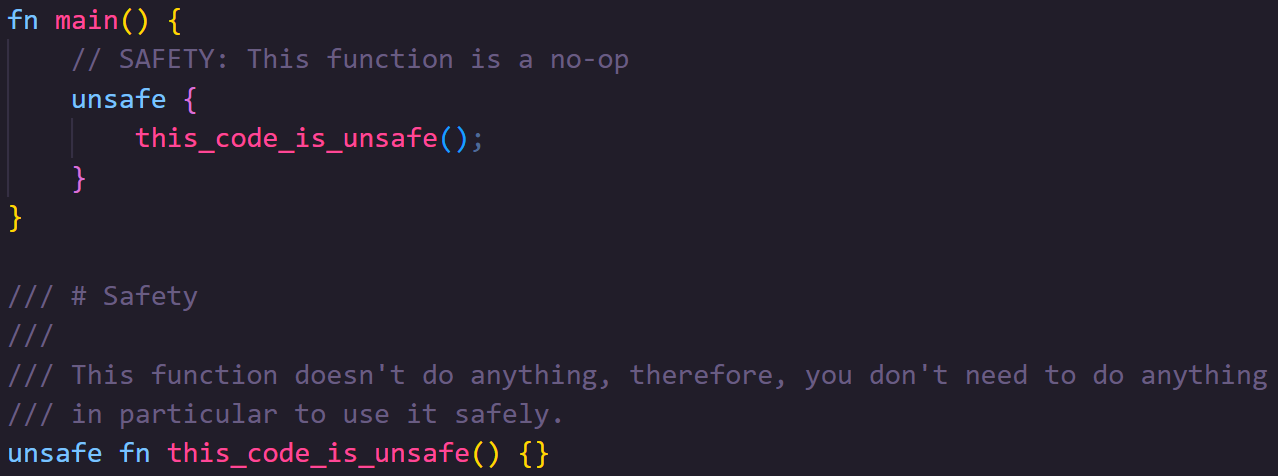 fn main() {
    // SAFETY: This function is a no-op
    unsafe {
        this_code_is_unsafe();
    }
}

/// # Safety
///
/// This function doesn't do anything, therefore, you don't need to do anything
/// in particular to use it safely.
unsafe fn this_code_is_unsafe() {}